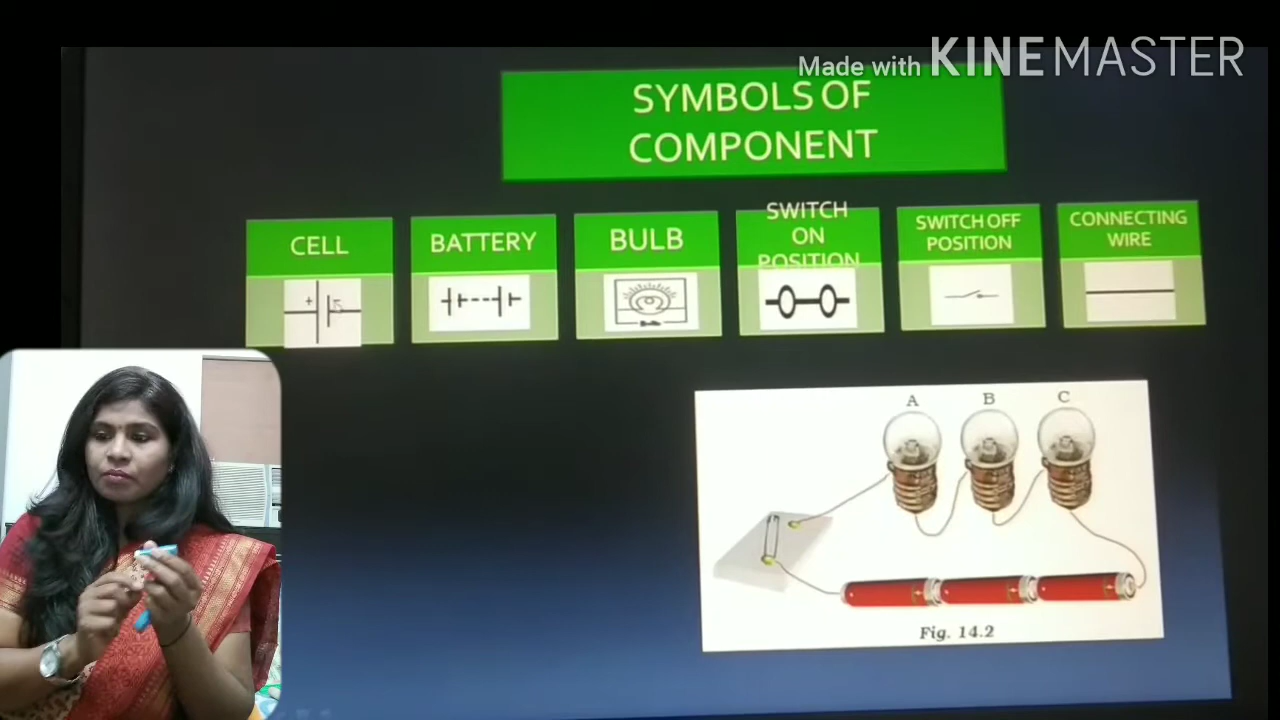 Made with KINEMASTER
SYMBOLS OF
COMPONENT
CELL
BATTERY
BULB
SWITCH
ON
POSITION
SWITCH OFF
POSITION
CONNECTING
WIRE
+
A B C
Fig. 14.2